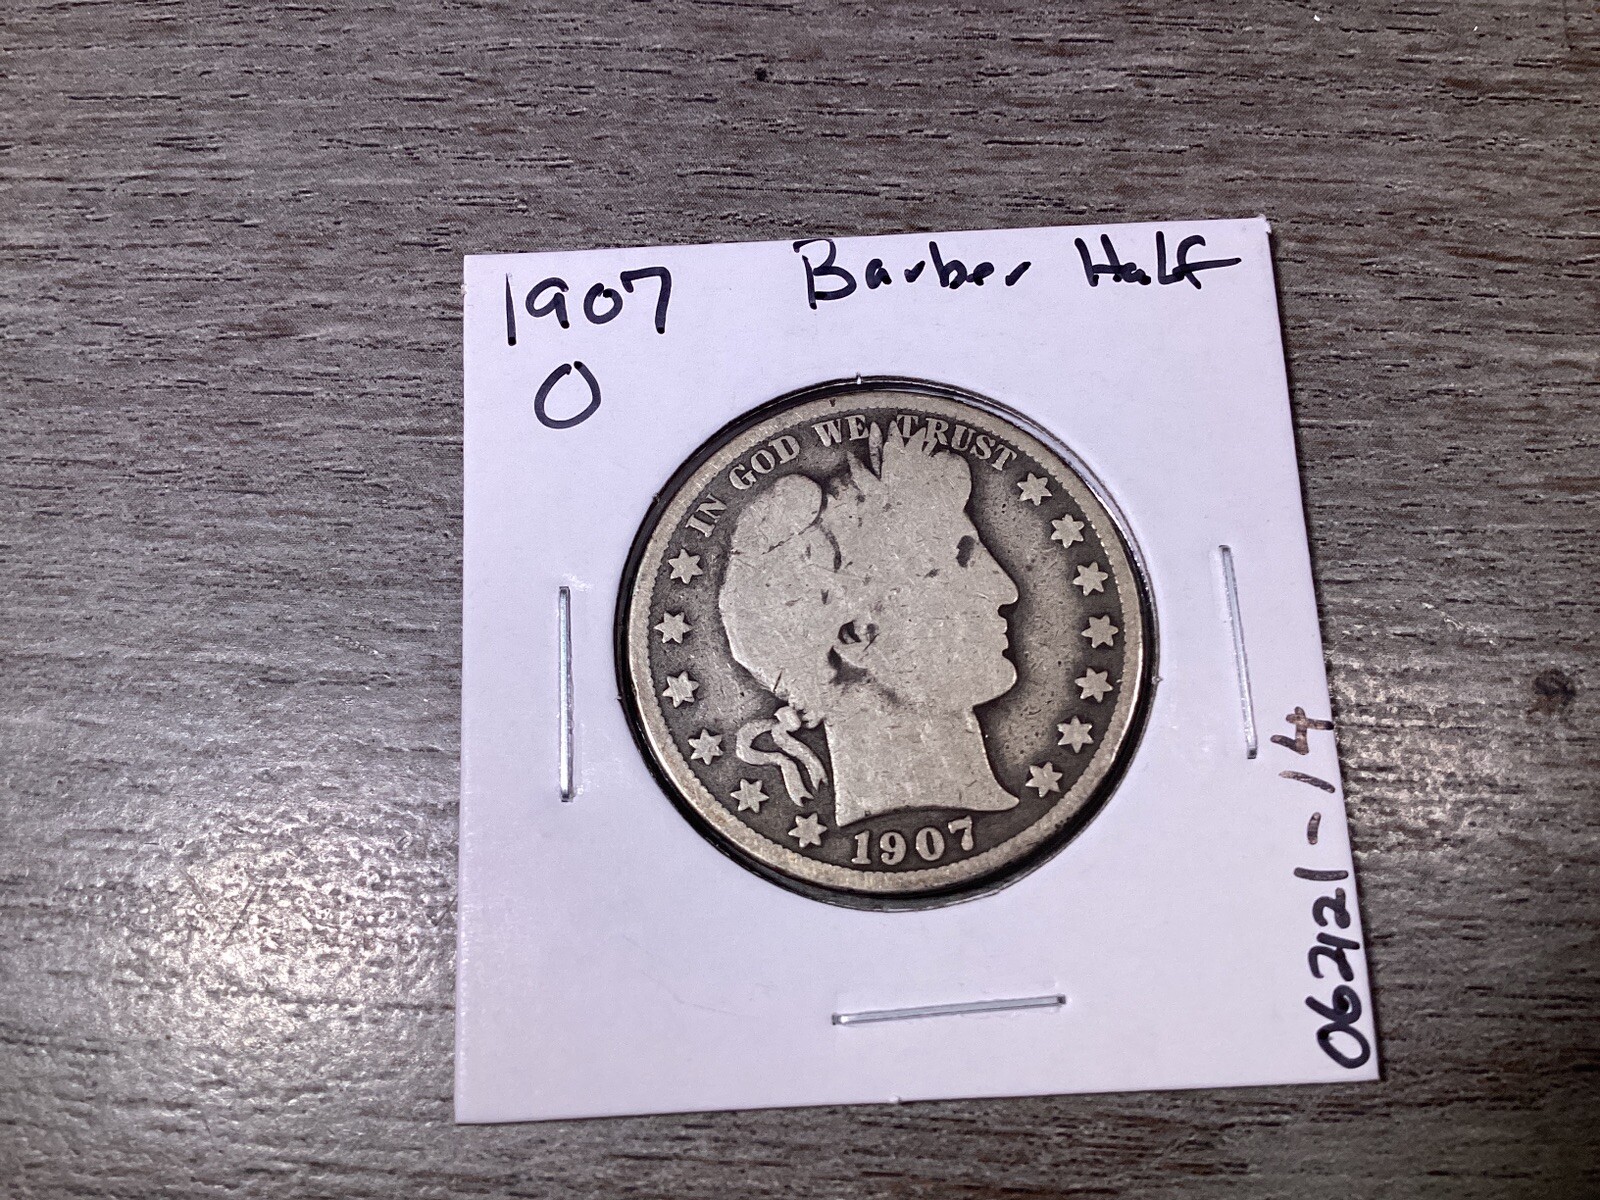 1907 Barber Half
O
IN GOD WE TRUST
1907
062121-14